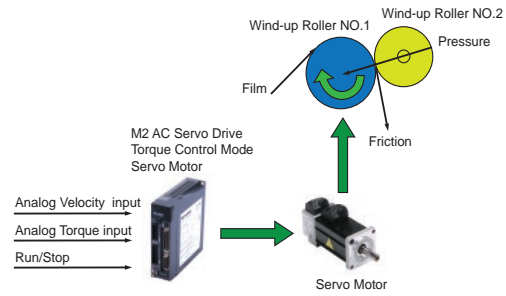 Wind-up Roller NO.2
Wind-up Roller NO.1
Pressure
Film
Friction
M2 AC Servo Drive
Torque Control Mode
Servo Motor
Analog Velocity input
Analog Torque input
Run/Stop
Servo Motor